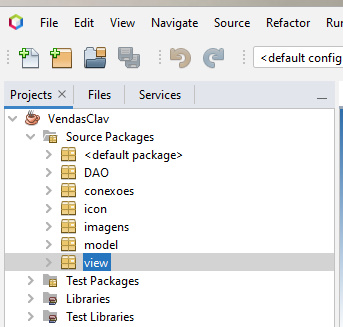 File Edit View Navigate Source Refactor Run
<default config
Projects Files Services
VendasClav
Source Packages
<default package>
DAO
conexoes
icon
imagens
model
view
Test Packages
Libraries
Test Libraries